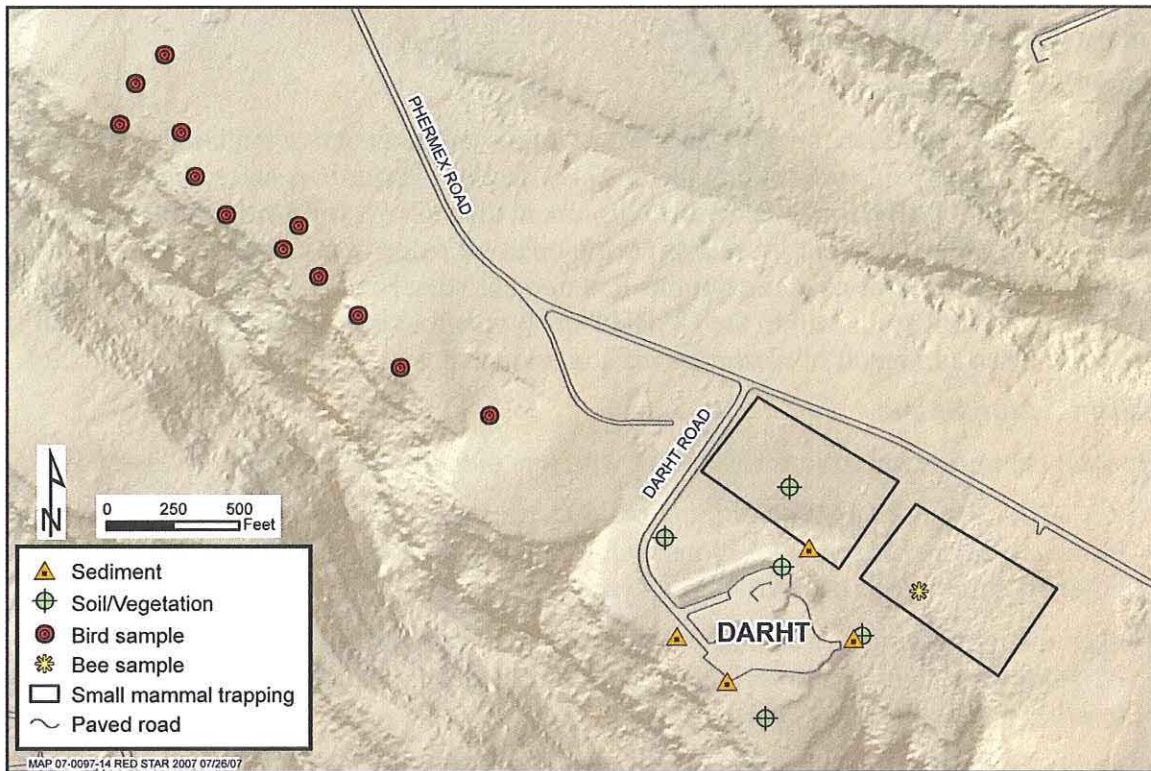 PHERMEX ROAD
DARHT ROAD
DARHT
N
0 250 500
Feet
Sediment
Soil/Vegetation
Bird sample
Bee sample
Small mammal trapping
Paved road
MAP 07-0097-14 RED STAR 2007 07/26/07